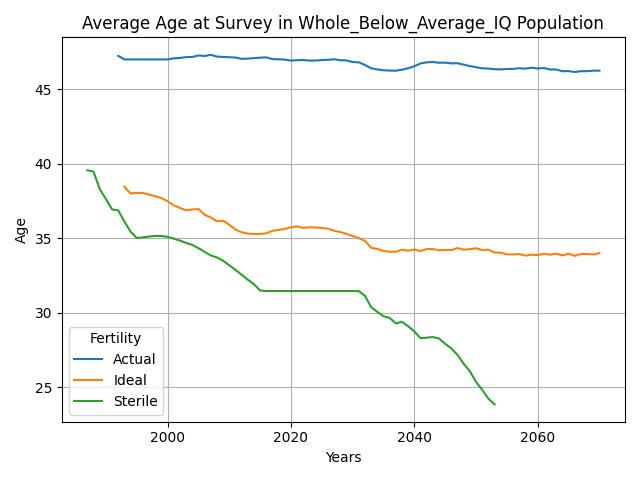 Average Age at Survey in Whole_Below_Average_IQ Population
Age
45
40
35
30
25
Fertility
Actual
Ideal
Sterile
2000 2020 2040 2060
Years